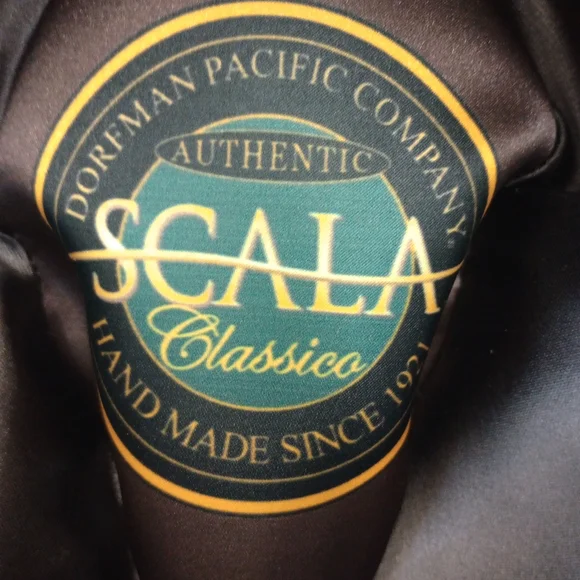 DORFMAN PACIFIC COMPANY.
AUTHENTIC
SCALA
Classico
HAND MADE SINCE 1921